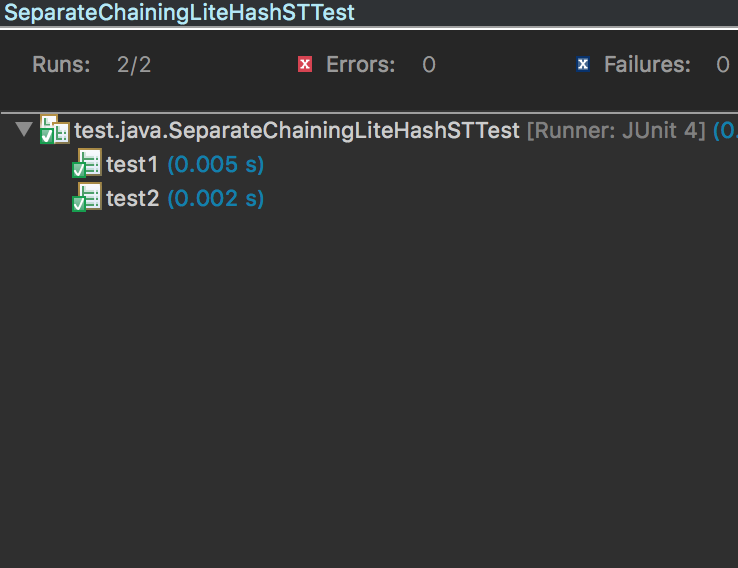 SeparateChainingLiteHashSTTest
Runs: 2/2 Errors: 0 Failures: 0
test.java.SeparateChainingLiteHashSTTest [Runner: JUnit 4] (0.
test1 (0.005 s)
test2 (0.002 s)